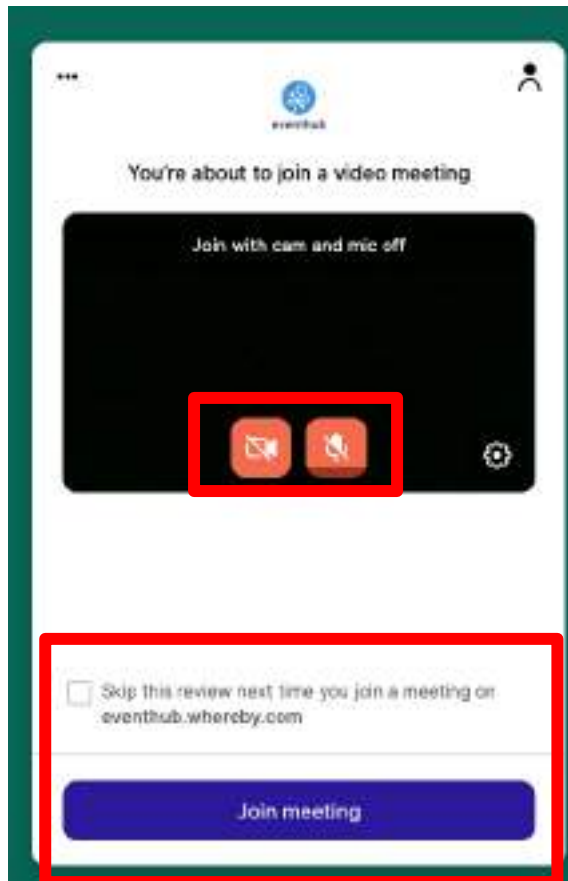 •••
eventhub
You're about to join a video meeting
Join with cam and mic off
Skip this review next time you join a meeting on
eventhub.whereby.com
Join meeting